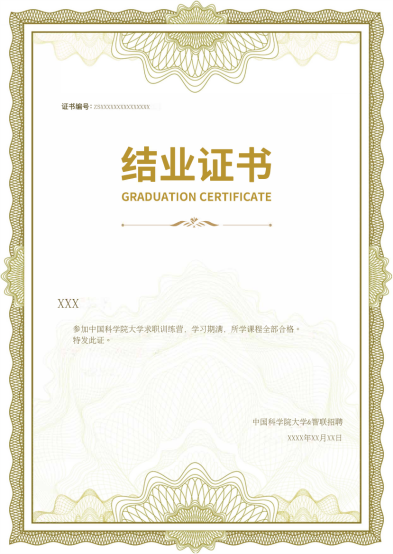 证书编号：ZSXXXXXXXXXXXXXXX
结业证书
GRADUATION CERTIFICATE
XXX
参加中国科学院大学求职训练营，学习期满，所学课程全部合格。
特发此证。
中国科学院大学&智联招聘
XXXX年XX月XX日